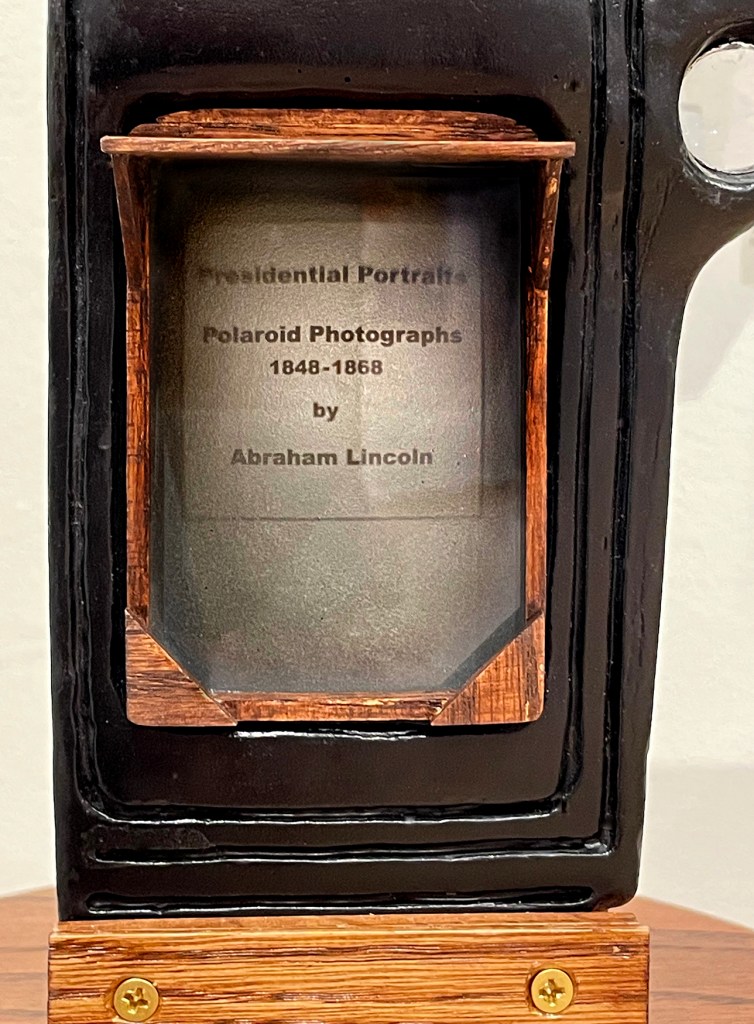 Presidential Portraits
Polaroid Photographs
1848-1868
by
Abraham Lincoln